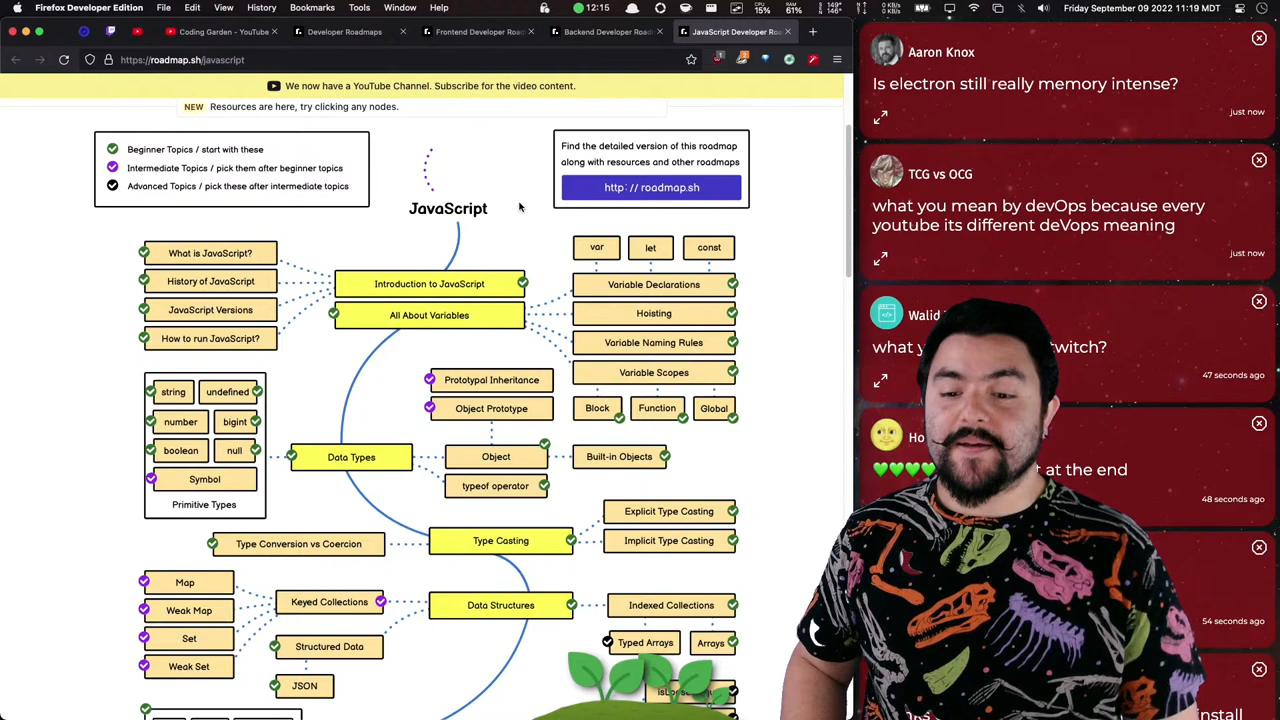 Firefox Developer Edition File Edit View History Bookmarks Tools Window Help
12:15
CPU 15% 61%
Friday September 09 2022 11:19 MDT
Coding Garden - YouTube
Developer Roadmaps
Frontend Developer Road
Backend Developer Road
JavaScript Developer Roa
https://roadmap.sh/javascript
We now have a YouTube Channel. Subscribe for the video content.
NEW Resources are here, try clicking any nodes.
Beginner Topics / start with these
Intermediate Topics / pick them after beginner topics
Advanced Topics / pick these after intermediate topics
Find the detailed version of this roadmap
along with resources and other roadmaps
http: // roadmap.sh
JavaScript
What is JavaScript?
History of JavaScript
JavaScript Versions
How to run JavaScript?
Introduction to JavaScript
All About Variables
var let const
Variable Declarations
Hoisting
Variable Naming Rules
Variable Scopes
Block Function Global
Prototypal Inheritance
Object Prototype
string undefined
number bigint
boolean null
Symbol
Primitive Types
Data Types
Object
Built-in Objects
typeof operator
Explicit Type Casting
Type Conversion vs Coercion
Type Casting
Implicit Type Casting
Map
Weak Map
Set
Weak Set
Keyed Collections
Data Structures
Indexed Collections
Structured Data
Typed Arrays Arrays
JSON
Aaron Knox
Is electron still really memory intense?
just now
TCG vs OCG
what you mean by devOps because every
youtube its different deVops meaning
just now
Walid
what y twitch?
47 seconds ago
Ho
t at the end
48 seconds ago
54 seconds ago
install